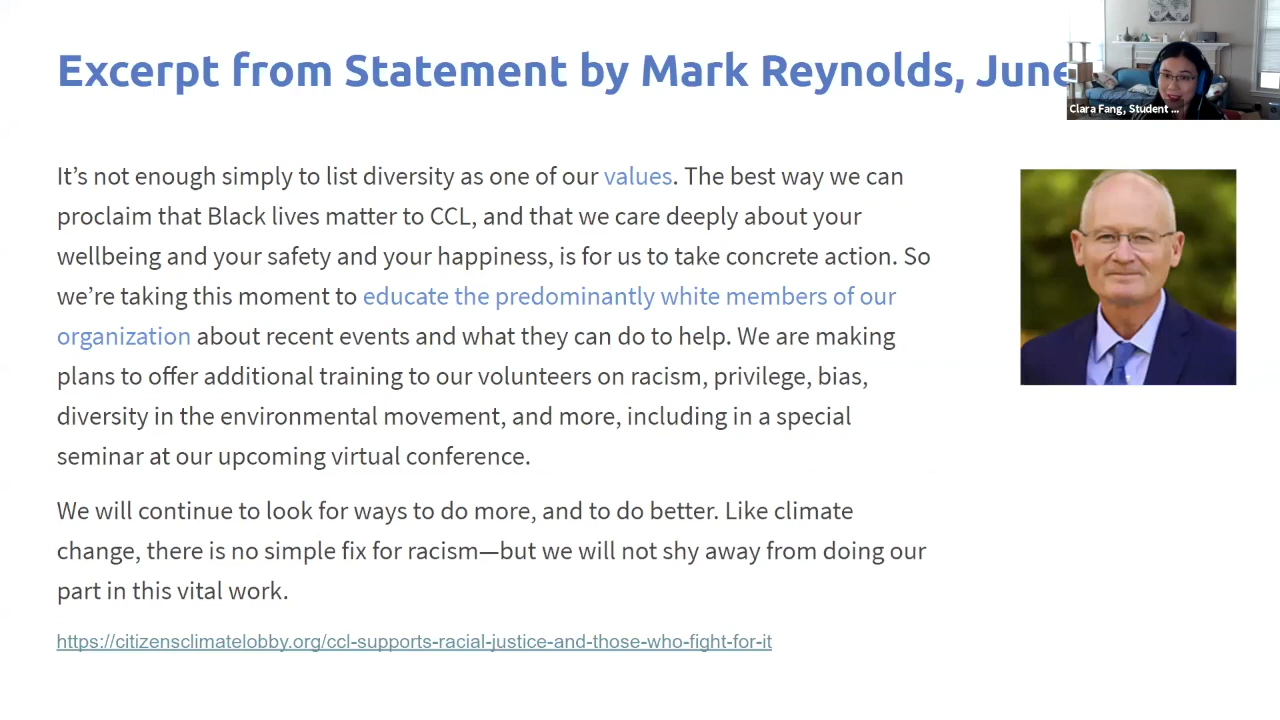 Excerpt from Statement by Mark Reynolds, June
Clara Fang, Student ...
It’s not enough simply to list diversity as one of our values. The best way we can
proclaim that Black lives matter to CCL, and that we care deeply about your
wellbeing and your safety and your happiness, is for us to take concrete action. So
we’re taking this moment to educate the predominantly white members of our
organization about recent events and what they can do to help. We are making
plans to offer additional training to our volunteers on racism, privilege, bias,
diversity in the environmental movement, and more, including in a special
seminar at our upcoming virtual conference.
We will continue to look for ways to do more, and to do better. Like climate
change, there is no simple fix for racism—but we will not shy away from doing our
part in this vital work.
https://citizensclimatelobby.org/ccl-supports-racial-justice-and-those-who-fight-for-it